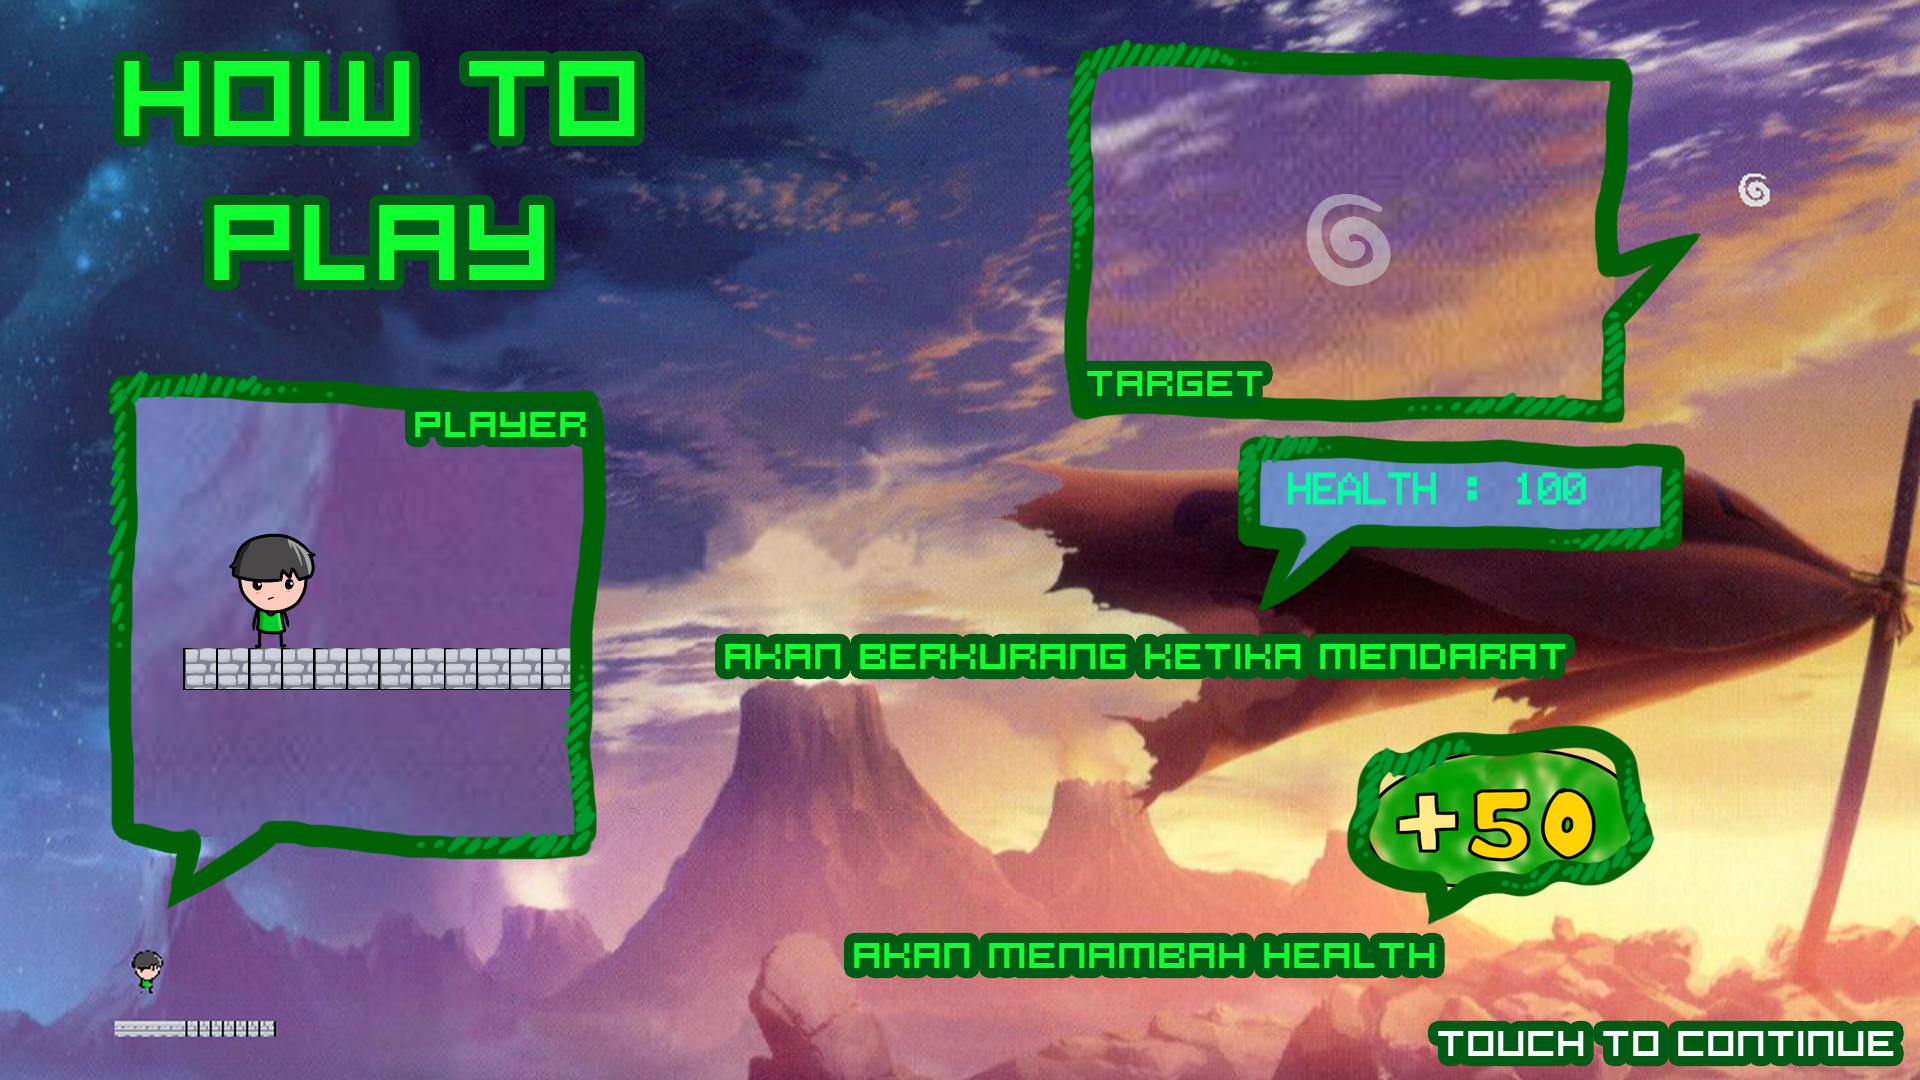 HOW TO
PLAY
TARGET
PLAYER
HEALTH : 100
AKAN BERKURANG KETIKA MENDARAT
+50
AKAN MENAMBAH HEALTH
TOUCH TO CONTINUE